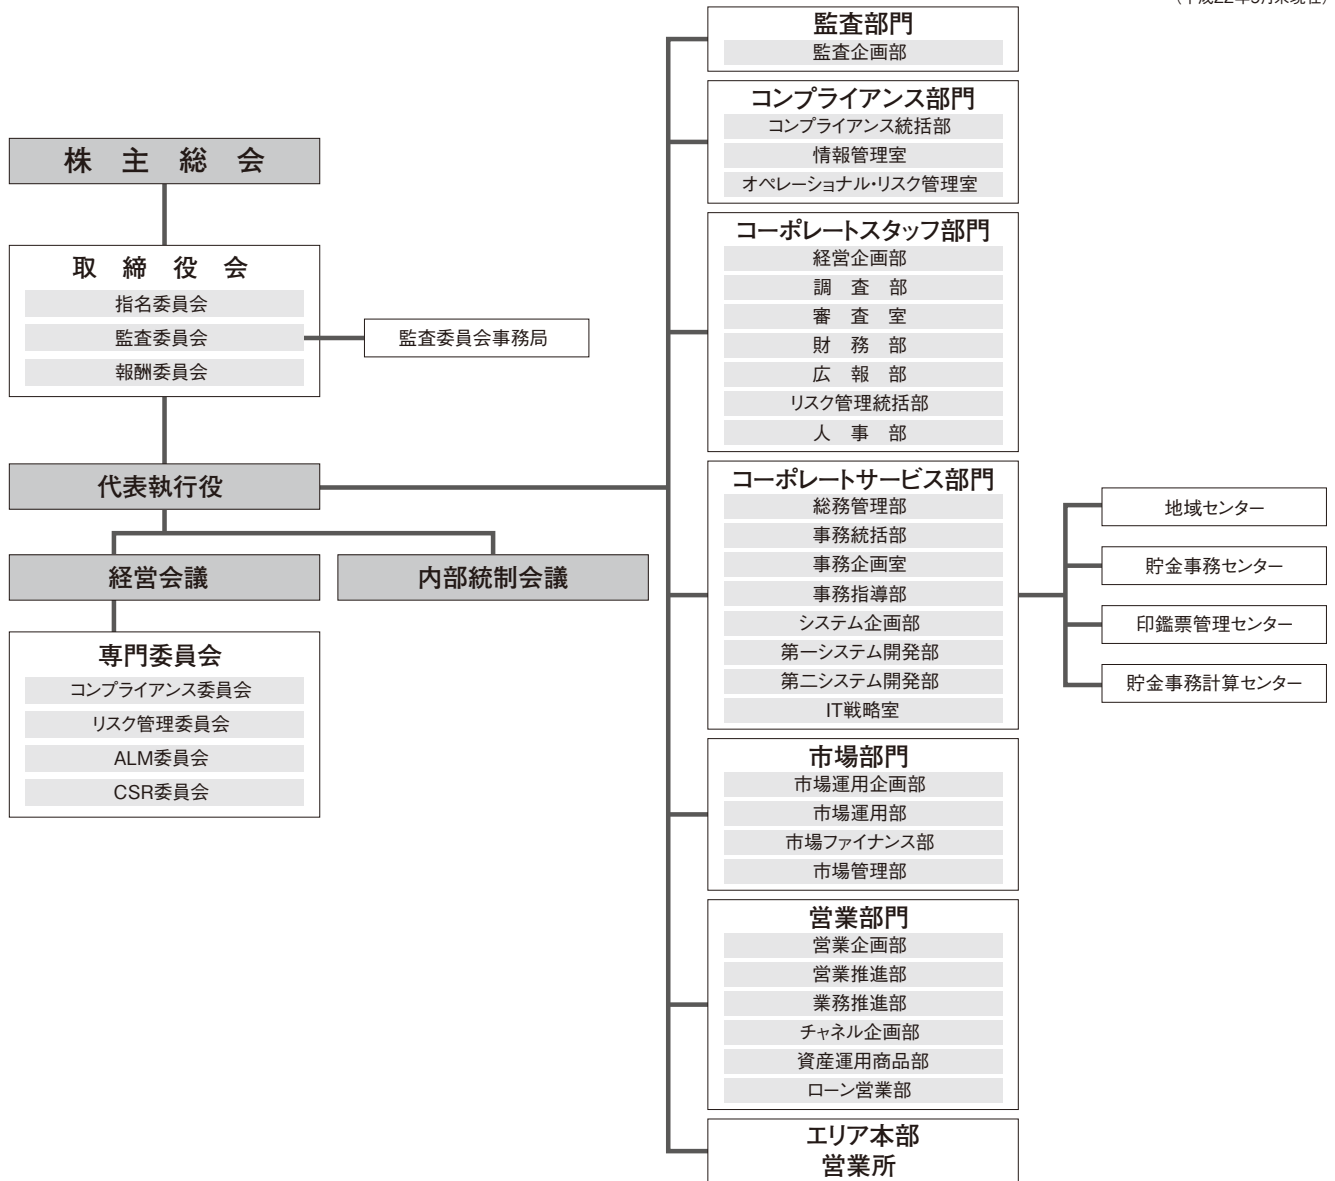 株 主 総 会
取 締 役 会
指名委員会
監査委員会
報酬委員会
監査委員会事務局
代表執行役
経営会議
内部統制会議
専門委員会
コンプライアンス委員会
リスク管理委員会
ALM委員会
CSR委員会
監査部門
監査企画部
コンプライアンス部門
コンプライアンス統括部
情報管理室
オペレーショナル・リスク管理室
コーポレートスタッフ部門
経営企画部
調 査 部
審 査 室
財 務 部
広 報 部
リスク管理統括部
人 事 部
コーポレートサービス部門
総務管理部
事務統括部
事務企画室
事務指導部
システム企画部
第一システム開発部
第二システム開発部
IT戦略室
地域センター
貯金事務センター
印鑑票管理センター
貯金事務計算センター
市場部門
市場運用企画部
市場運用部
市場ファイナンス部
市場管理部
営業部門
営業企画部
営業推進部
業務推進部
チャネル企画部
資産運用商品部
ローン営業部
エリア本部
営業所